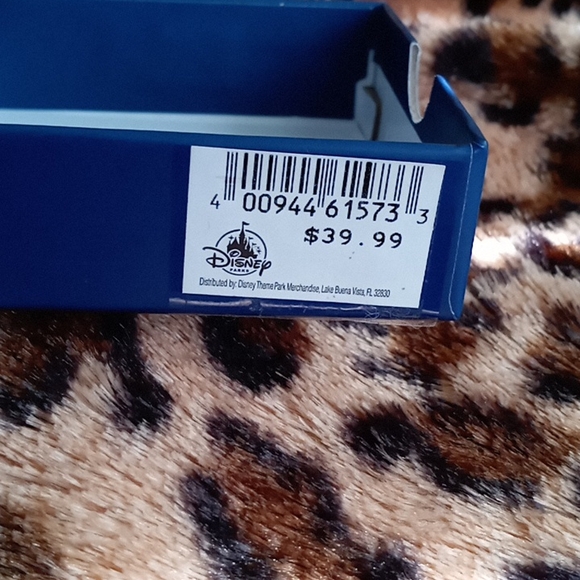 4 00944 61573 3
$39.99
Disney
PARKS
Distributed by: Disney Theme Park Merchandise, Lake Buena Vista, FL 32830